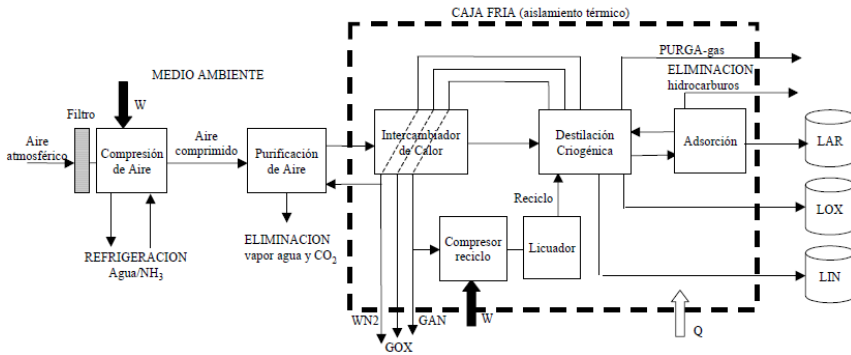 CAJA FRIA (aislamiento térmico)
PURGA-gas
MEDIO AMBIENTE
ELIMINACION
hidrocarburos
W
Filtro
Aire
atmosférico
Compresión
de Aire
Aire
comprimido
Purificación
de Aire
Intercambiador
de Calor
Destilación
Criogénica
Adsorción
LAR
LOX
LIN
Reciclo
Compresor
reciclo
Licuador
REFRIGERACION
Agua/NH3
ELIMINACION
vapor agua y CO2
WN2
GOX
GAN
W
Q